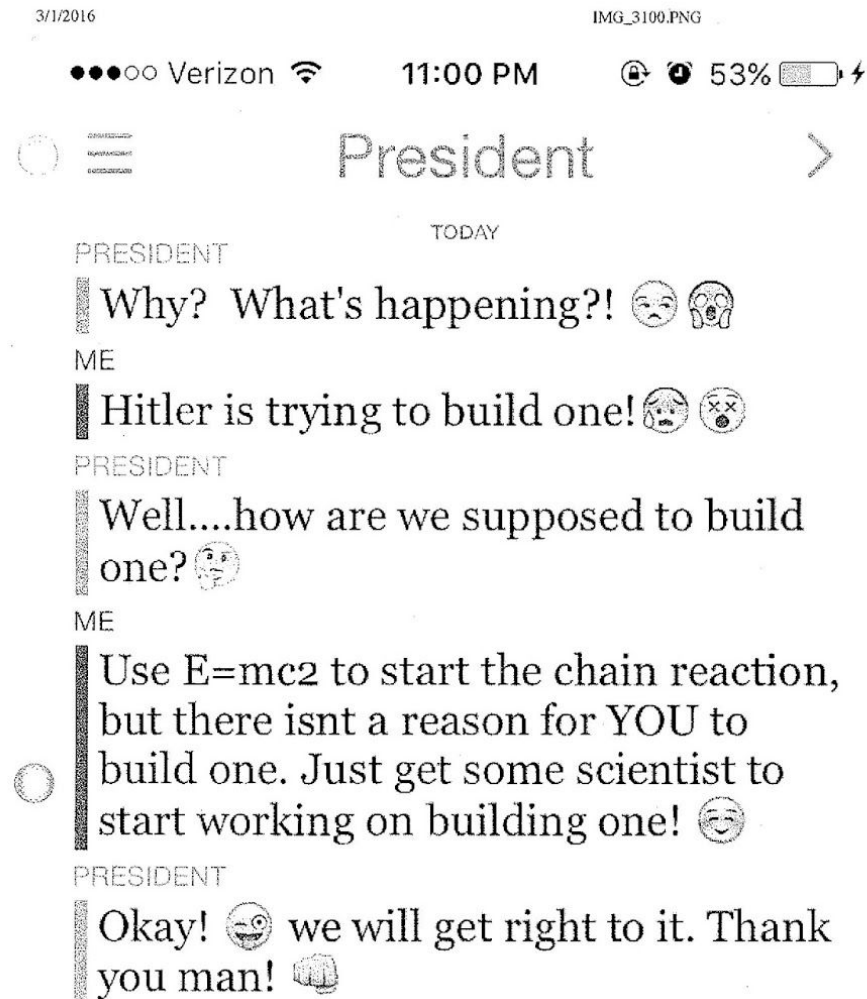 3/1/2016 IMG_3100.PNG
Verizon 11:00 PM 53%
President
TODAY
PRESIDENT
Why? What's happening?! 😒😱
ME
Hitler is trying to build one!😰 😵
PRESIDENT
Well....how are we supposed to build
one?🤔
ME
Use E=mc2 to start the chain reaction,
but there isnt a reason for YOU to
build one. Just get some scientist to
start working on building one! ☺️
PRESIDENT
Okay! 😜 we will get right to it. Thank
you man! 👊